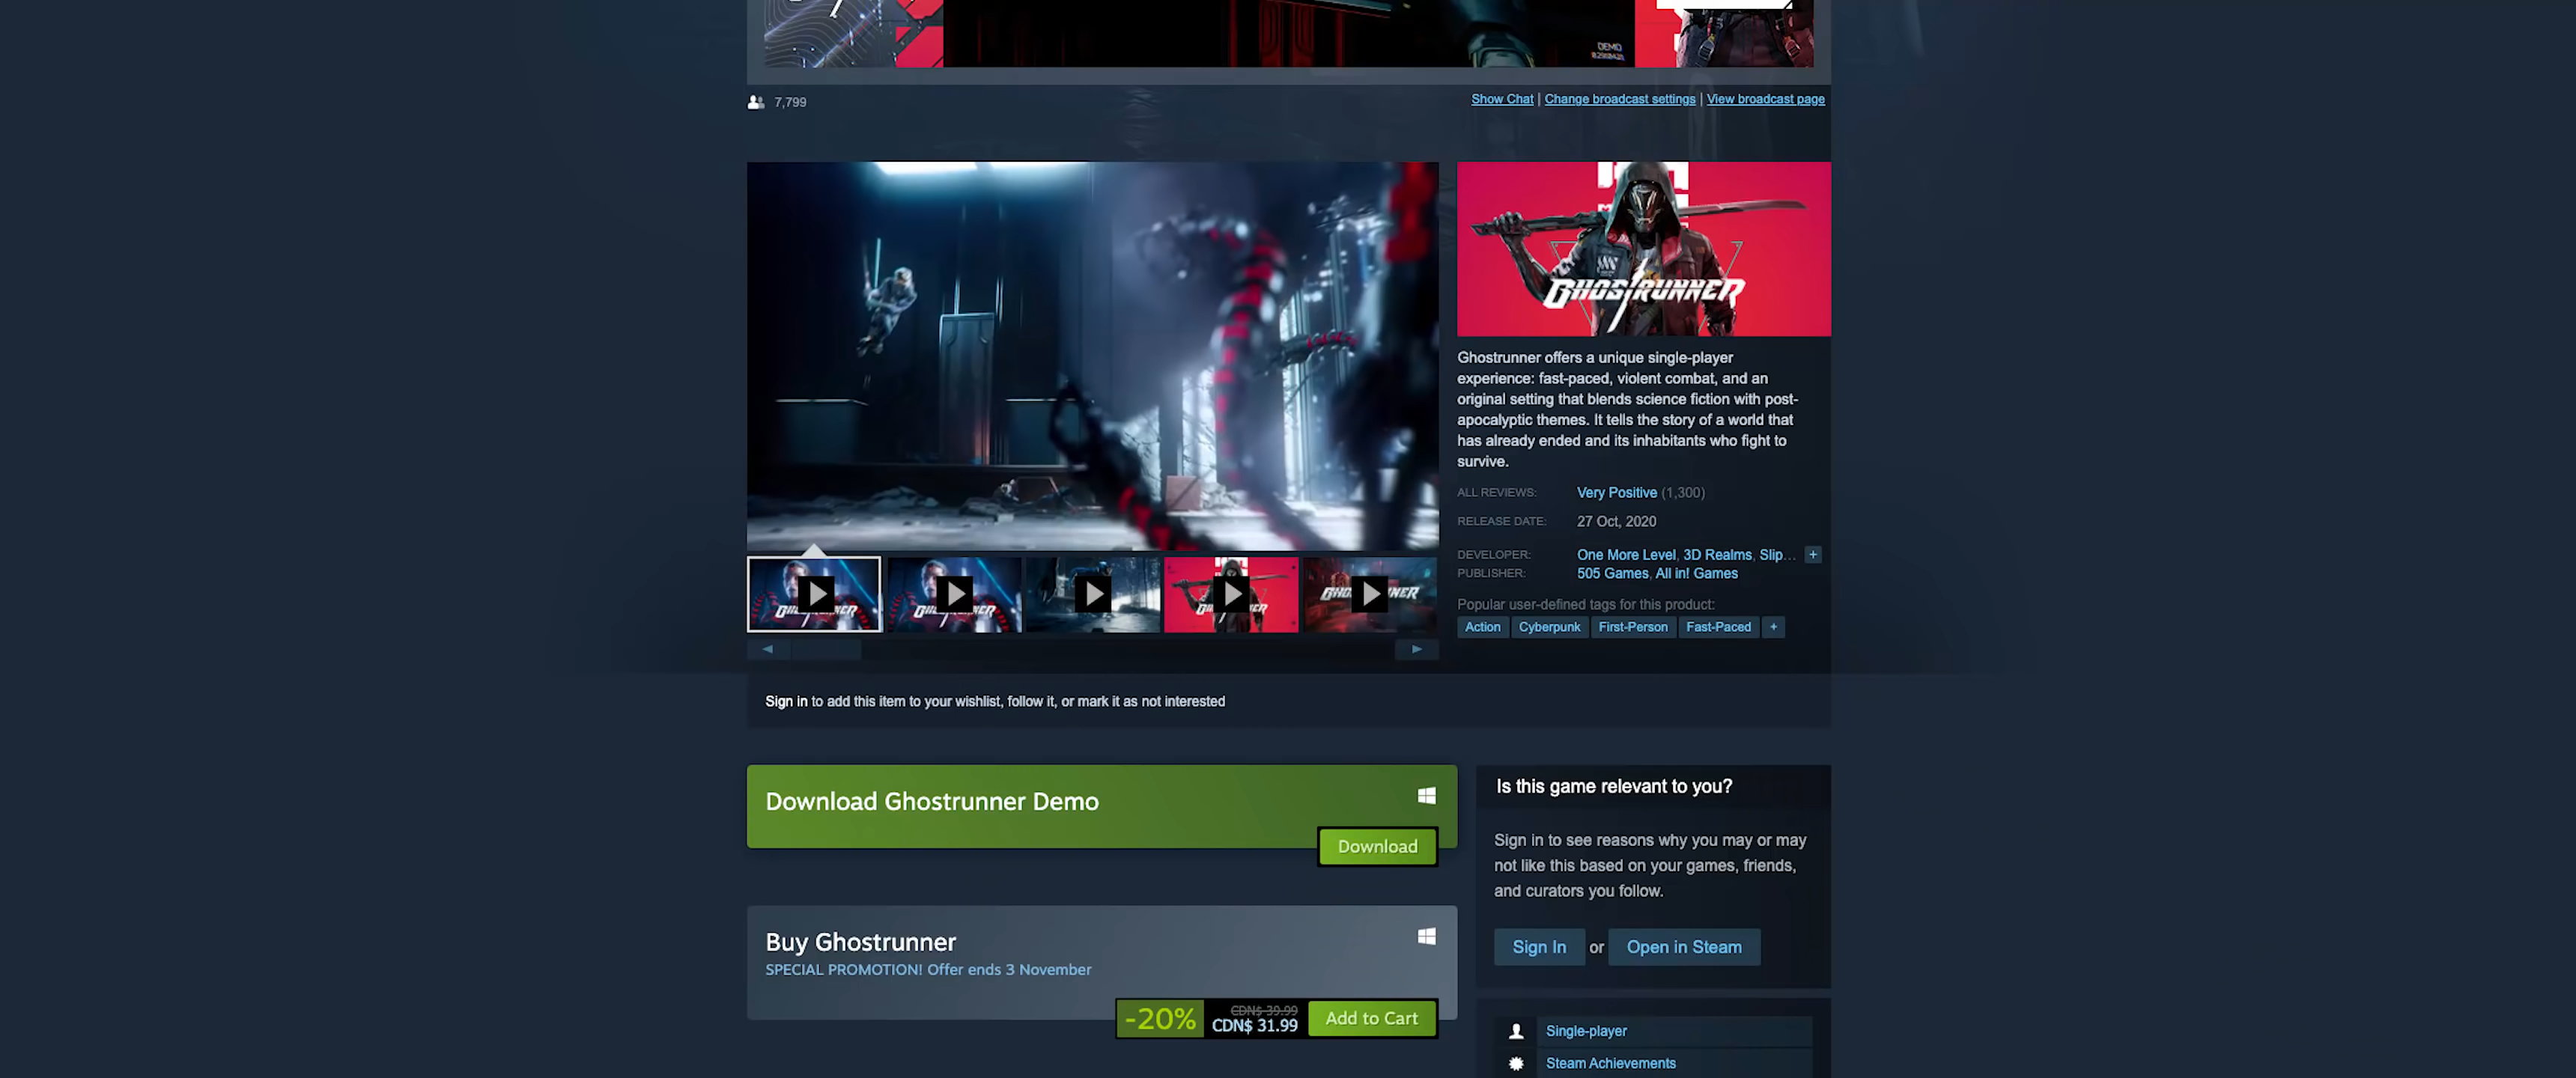 DEMO
7,799
Show Chat | Change broadcast settings | View broadcast page
GHOSTRUNNER
Ghostrunner offers a unique single-player
experience: fast-paced, violent combat, and an
original setting that blends science fiction with post-
apocalyptic themes. It tells the story of a world that
has already ended and its inhabitants who fight to
survive.
ALL REVIEWS: Very Positive (1,300)
RELEASE DATE: 27 Oct, 2020
DEVELOPER: One More Level, 3D Realms, Slip... +
PUBLISHER: 505 Games, All in! Games
Popular user-defined tags for this product:
Action Cyberpunk First-Person Fast-Paced +
Sign in to add this item to your wishlist, follow it, or mark it as not interested
Download Ghostrunner Demo
Download
Buy Ghostrunner
SPECIAL PROMOTION! Offer ends 3 November
-20% CDN$ 39.99 CDN$ 31.99 Add to Cart
Is this game relevant to you?
Sign in to see reasons why you may or may
not like this based on your games, friends,
and curators you follow.
Sign In or Open in Steam
Single-player
Steam Achievements